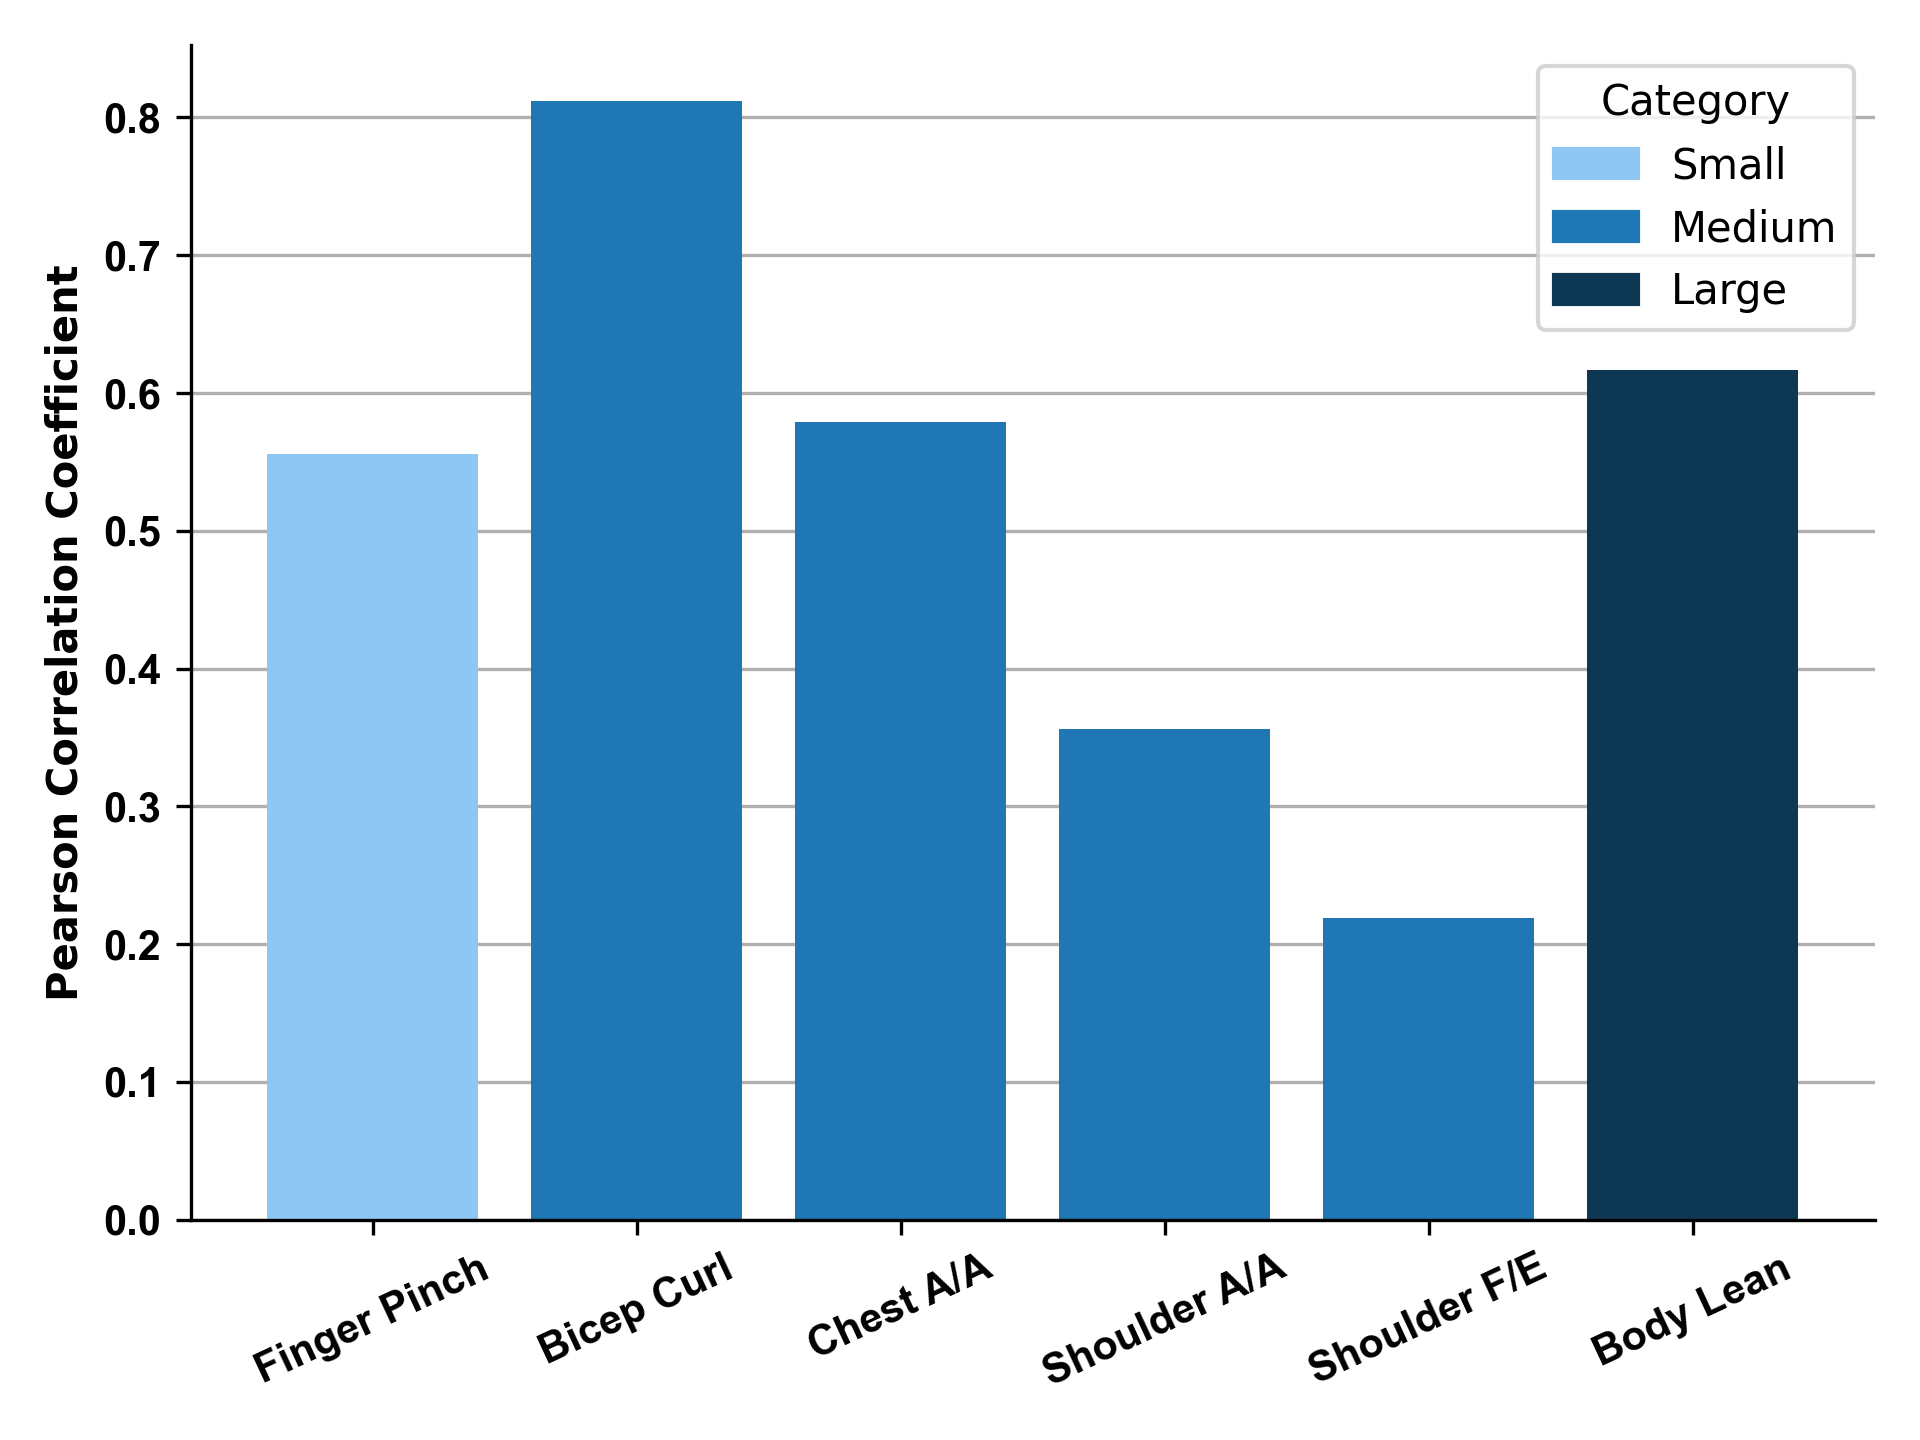 Pearson Correlation Coefficient
0.8
0.7
0.6
0.5
0.4
0.3
0.2
0.1
0.0
Category
Small
Medium
Large
Finger Pinch
Bicep Curl
Chest A/A
Shoulder A/A
Shoulder F/E
Body Lean